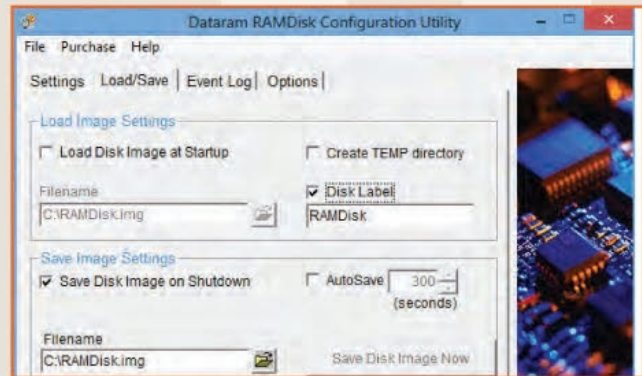 Dataram RAMDisk Configuration Utility
File Purchase Help
Settings Load/Save Event Log Options
Load Image Settings
Load Disk Image at Startup
Create TEMP directory
Filename
Disk Label
C:\RAMDisk.img
RAMDisk
Save Image Settings
Save Disk Image on Shutdown
AutoSave 300
(seconds)
Filename
C:\RAMDisk.img
Save Disk Image Now